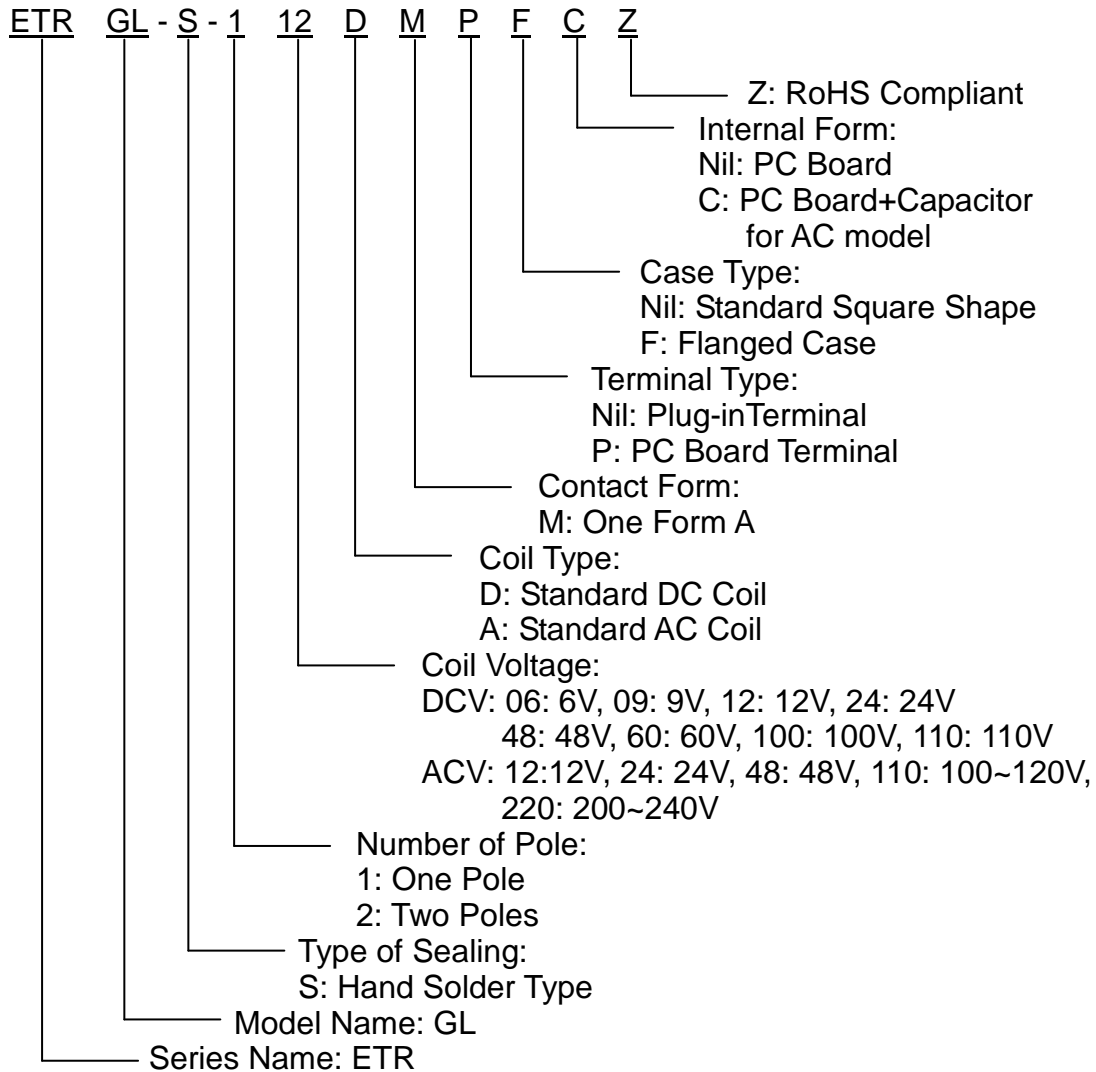 ETR GL - S - 1 12 D M P F C Z
Z: RoHS Compliant
Internal Form:
Nil: PC Board
C: PC Board+Capacitor
for AC model
Case Type:
Nil: Standard Square Shape
F: Flanged Case
Terminal Type:
Nil: Plug-inTerminal
P: PC Board Terminal
Contact Form:
M: One Form A
Coil Type:
D: Standard DC Coil
A: Standard AC Coil
Coil Voltage:
DCV: 06: 6V, 09: 9V, 12: 12V, 24: 24V
48: 48V, 60: 60V, 100: 100V, 110: 110V
ACV: 12:12V, 24: 24V, 48: 48V, 110: 100~120V,
220: 200~240V
Number of Pole:
1: One Pole
2: Two Poles
Type of Sealing:
S: Hand Solder Type
Model Name: GL
Series Name: ETR